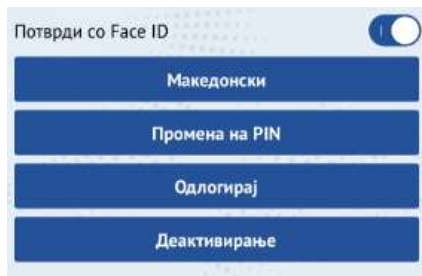 Потврди со Face ID
Македонски
Промена на PIN
Одлогирај
Деактивирање